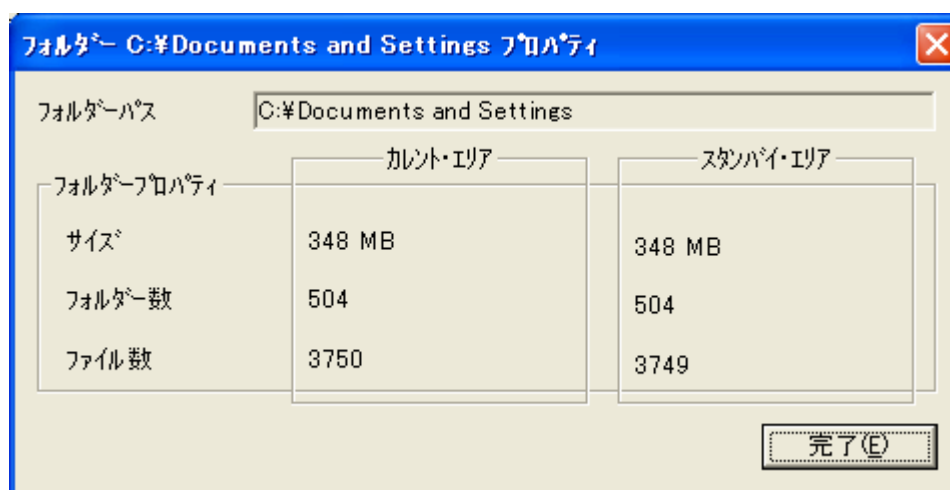 フォルダー C:¥Documents and Settings プロパティ
フォルダーパス C:¥Documents and Settings
カレント・エリア スタンバイ・エリア
フォルダープロパティ
サイズ 348 MB 348 MB
フォルダー数 504 504
ファイル数 3750 3749
完了(E)